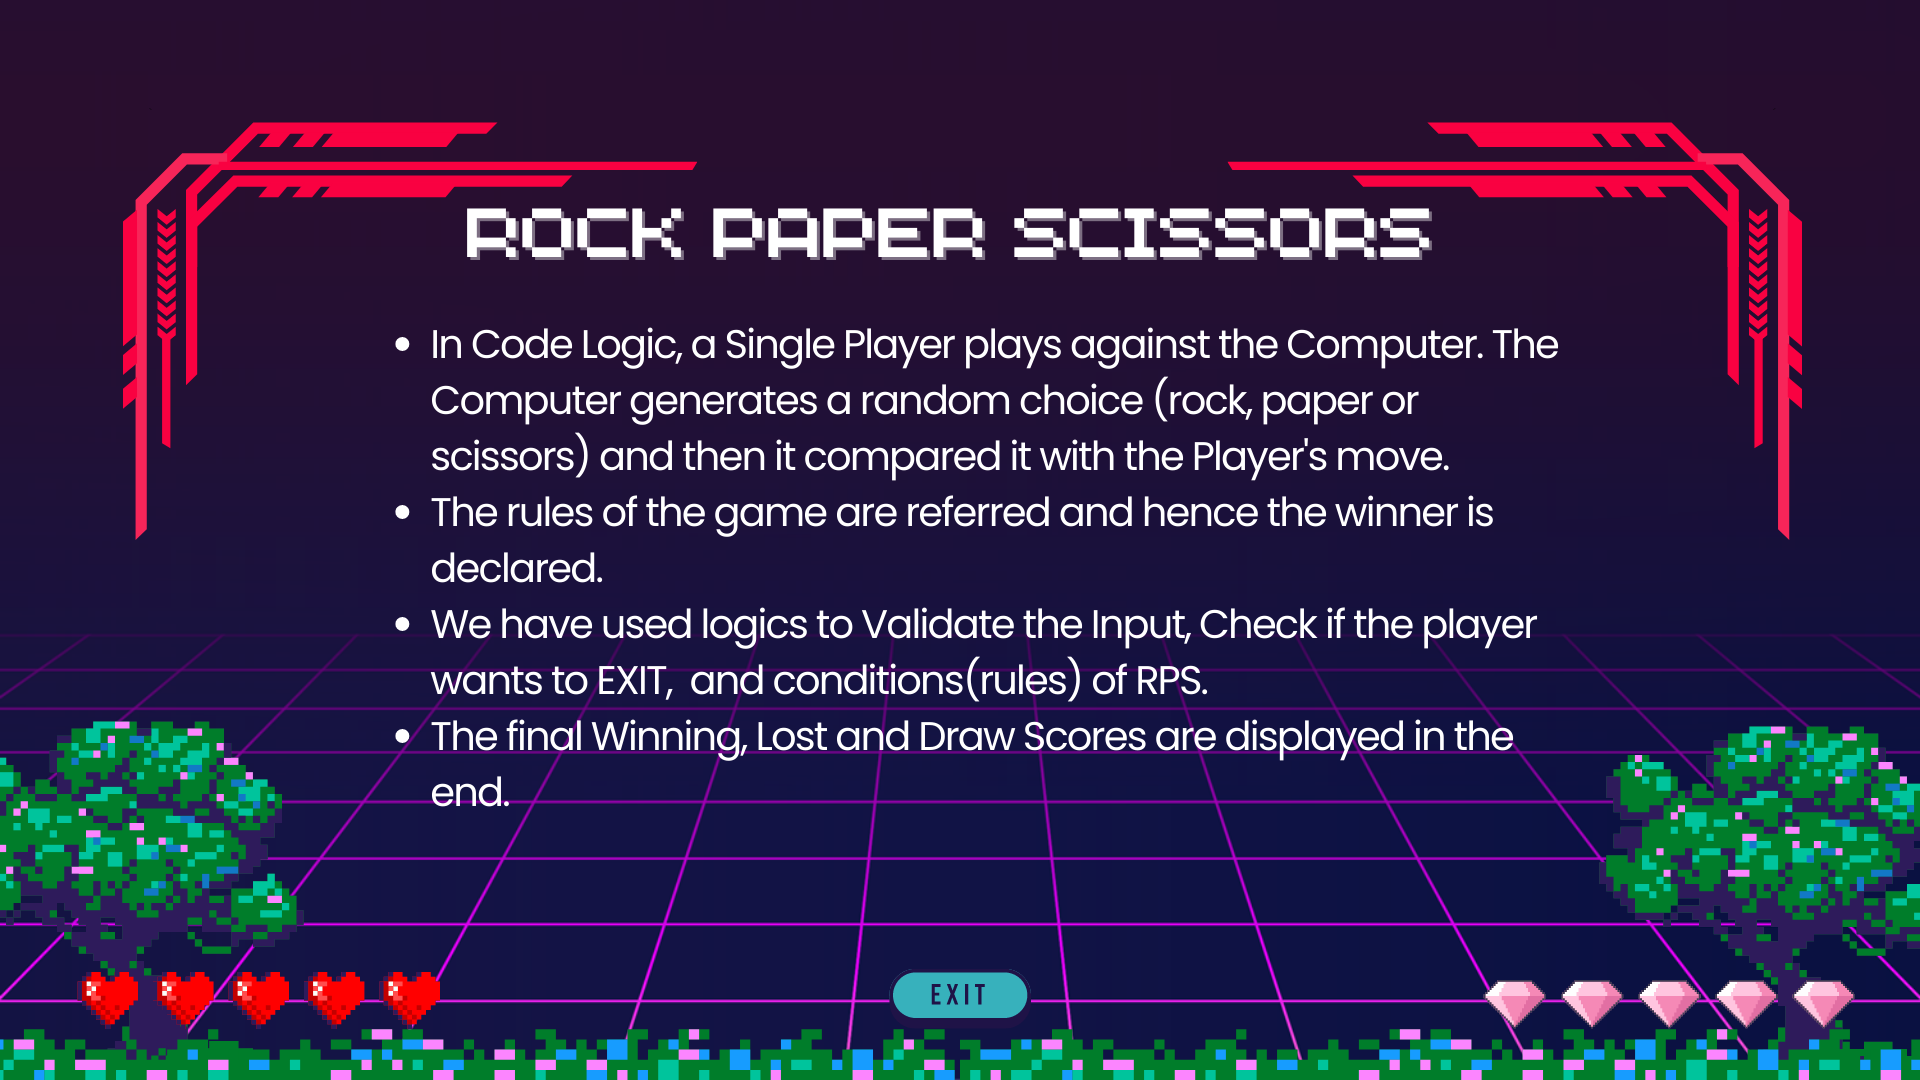 ROCK PAPER SCISSORS
• In Code Logic, a Single Player plays against the Computer. The
Computer generates a random choice (rock, paper or
scissors) and then it compared it with the Player's move.
• The rules of the game are referred and hence the winner is
declared.
• We have used logics to Validate the Input, Check if the player
wants to EXIT,  and conditions(rules) of RPS.
• The final Winning, Lost and Draw Scores are displayed in the
end.
EXIT